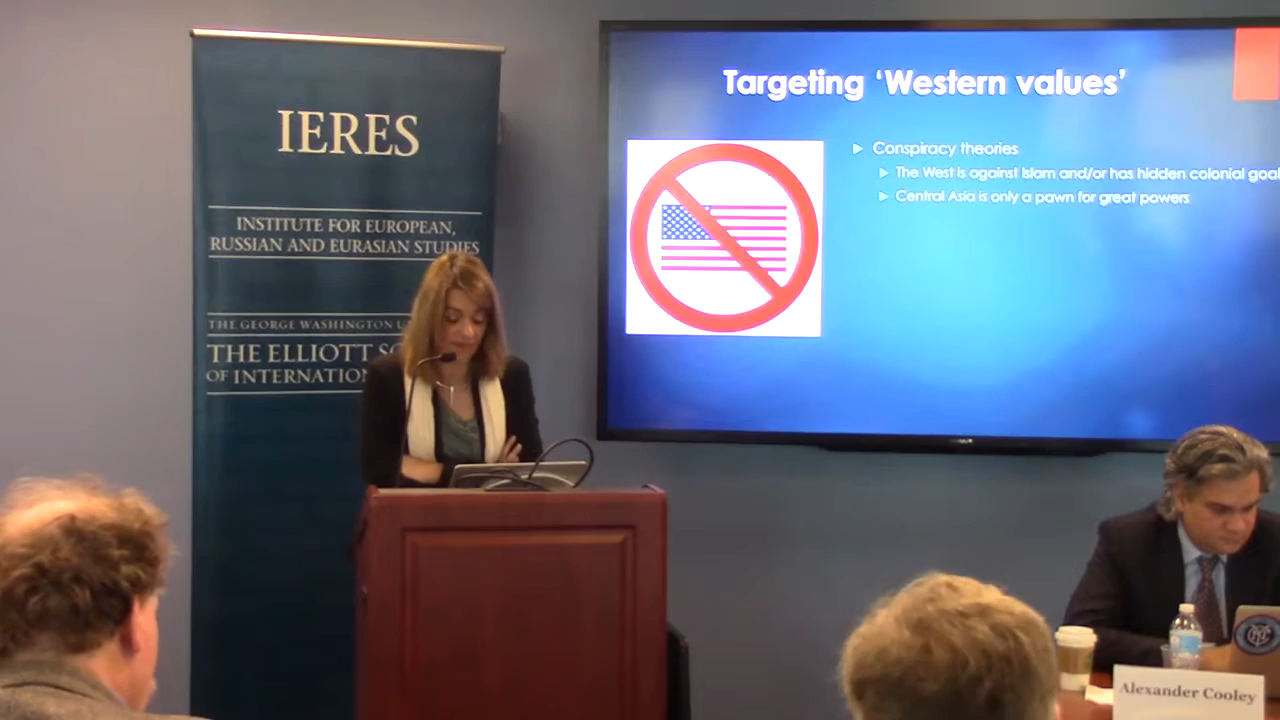 IERES
INSTITUTE FOR EUROPEAN,
RUSSIAN AND EURASIAN STUDIES
THE GEORGE WASHINGTON
THE ELLIOTT
OF
Targeting ‘Western values’
Conspiracy theories
The West is against Islam and/or has hidden colonial
Central Asia is only a pawn for great powers
Alexander Cooley